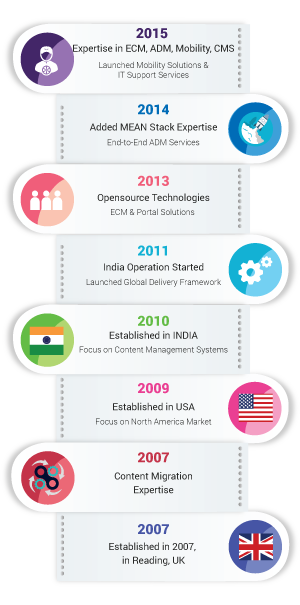 2015
Expertise in ECM, ADM, Mobility, CMS
Launched Mobility Solutions &
IT Support Services
2014
Added MEAN Stack Expertise
End-to-End ADM Services
2013
Opensource Technologies
ECM & Portal Solutions
2011
India Operation Started
Launched Global Delivery Framework
2010
Established in INDIA
Focus on Content Management Systems
2009
Established in USA
Focus on North America Market
2007
Content Migration
Expertise
2007
Established in 2007,
in Reading, UK